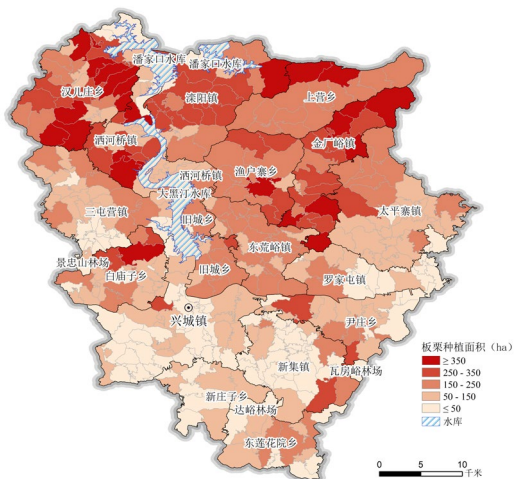 潘家口水库
潘家口水库
汉儿庄乡
滦阳镇
上营乡
洒河桥镇
金厂峪镇
渔户寨乡
洒河桥镇
大黑汀水库
三屯营镇
旧城乡
太平寨镇
东荒峪镇
景忠山林场
旧城乡
白庙子乡
罗家屯镇
兴城镇
尹庄乡
新集镇
瓦房峪林场
新庄子乡
达峪林场
东莲花院乡
板栗种植面积（ha）
≥ 350
250 - 350
150 - 250
50 - 150
≤ 50
水库
0 5 10
千米